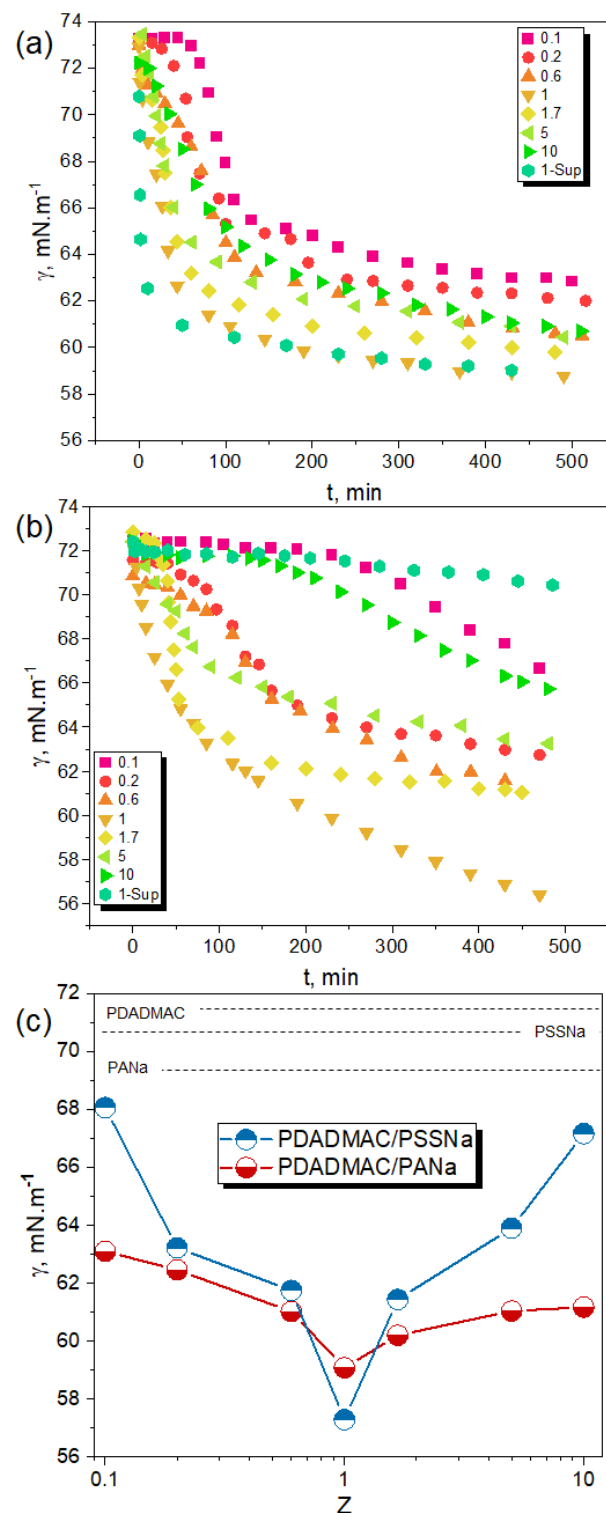 (a)
74
72
70
68
66
64
62
60
58
56
γ, mN.m⁻¹
0.1
0.2
0.6
1
1.7
5
10
1-Sup
0 100 200 300 400 500
t, min
(b)
74
72
70
68
66
64
62
60
58
56
γ, mN.m⁻¹
0.1
0.2
0.6
1
1.7
5
10
1-Sup
0 100 200 300 400 500
t, min
(c)
72
70
68
66
64
62
60
58
56
γ, mN.m⁻¹
PDADMAC
PSSNa
PANa
PDADMAC/PSSNa
PDADMAC/PANa
0.1 1 10
Z